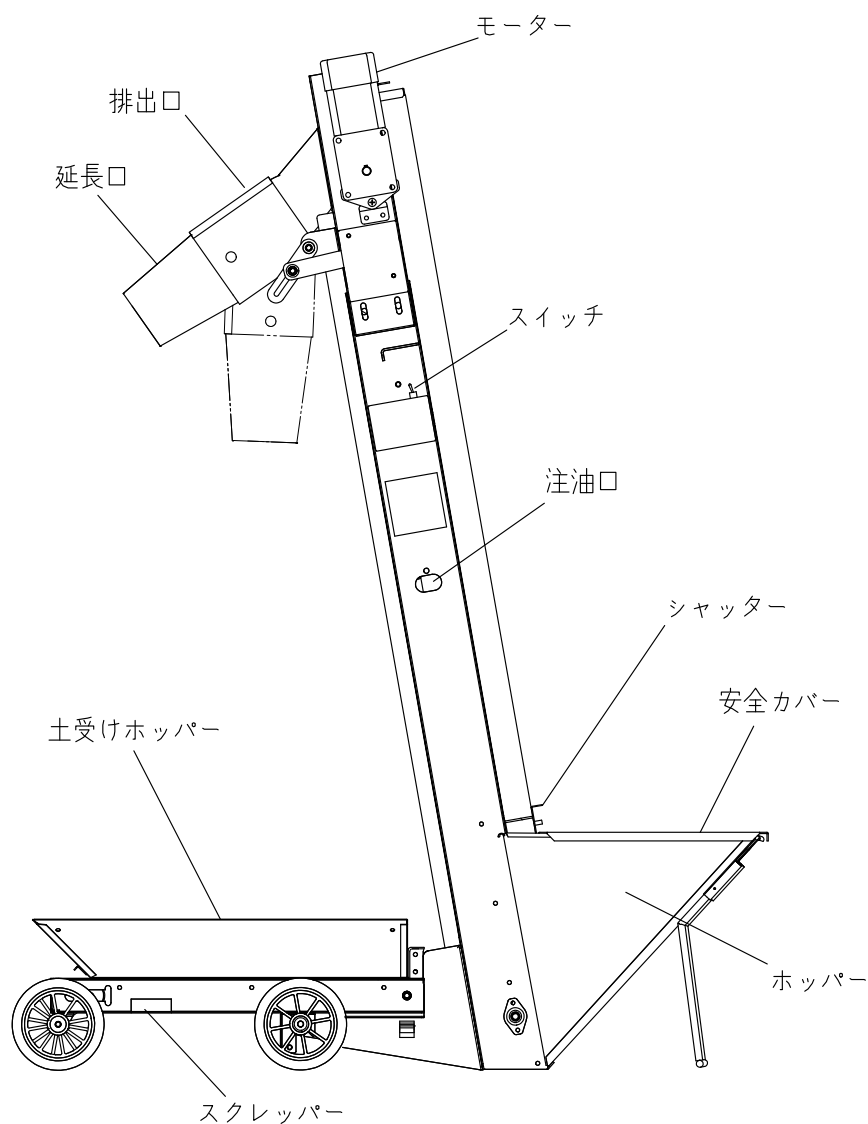 モーター
排出口
延長口
スイッチ
注油口
シャッター
安全カバー
土受けホッパー
ホッパー
スクレッパー